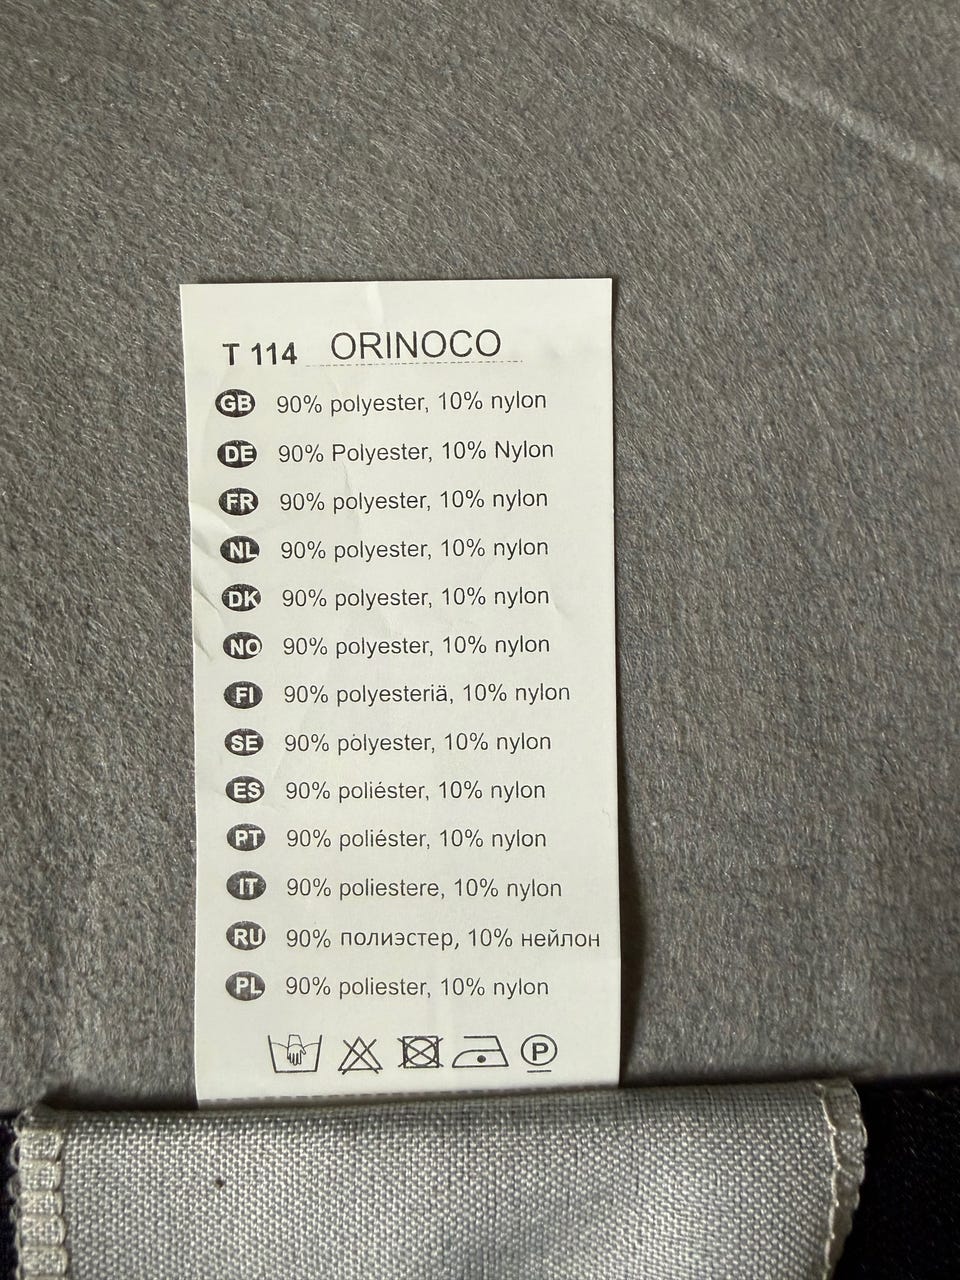 T 114 ORINOCO
GB 90% polyester, 10% nylon
DE 90% Polyester, 10% Nylon
FR 90% polyester, 10% nylon
NL 90% polyester, 10% nylon
DK 90% polyester, 10% nylon
NO 90% polyester, 10% nylon
FI 90% polyesteriä, 10% nylon
SE 90% polyester, 10% nylon
ES 90% poliéster, 10% nylon
PT 90% poliéster, 10% nylon
IT 90% poliestere, 10% nylon
RU 90% полиэстер, 10% нейлон
PL 90% poliester, 10% nylon
P